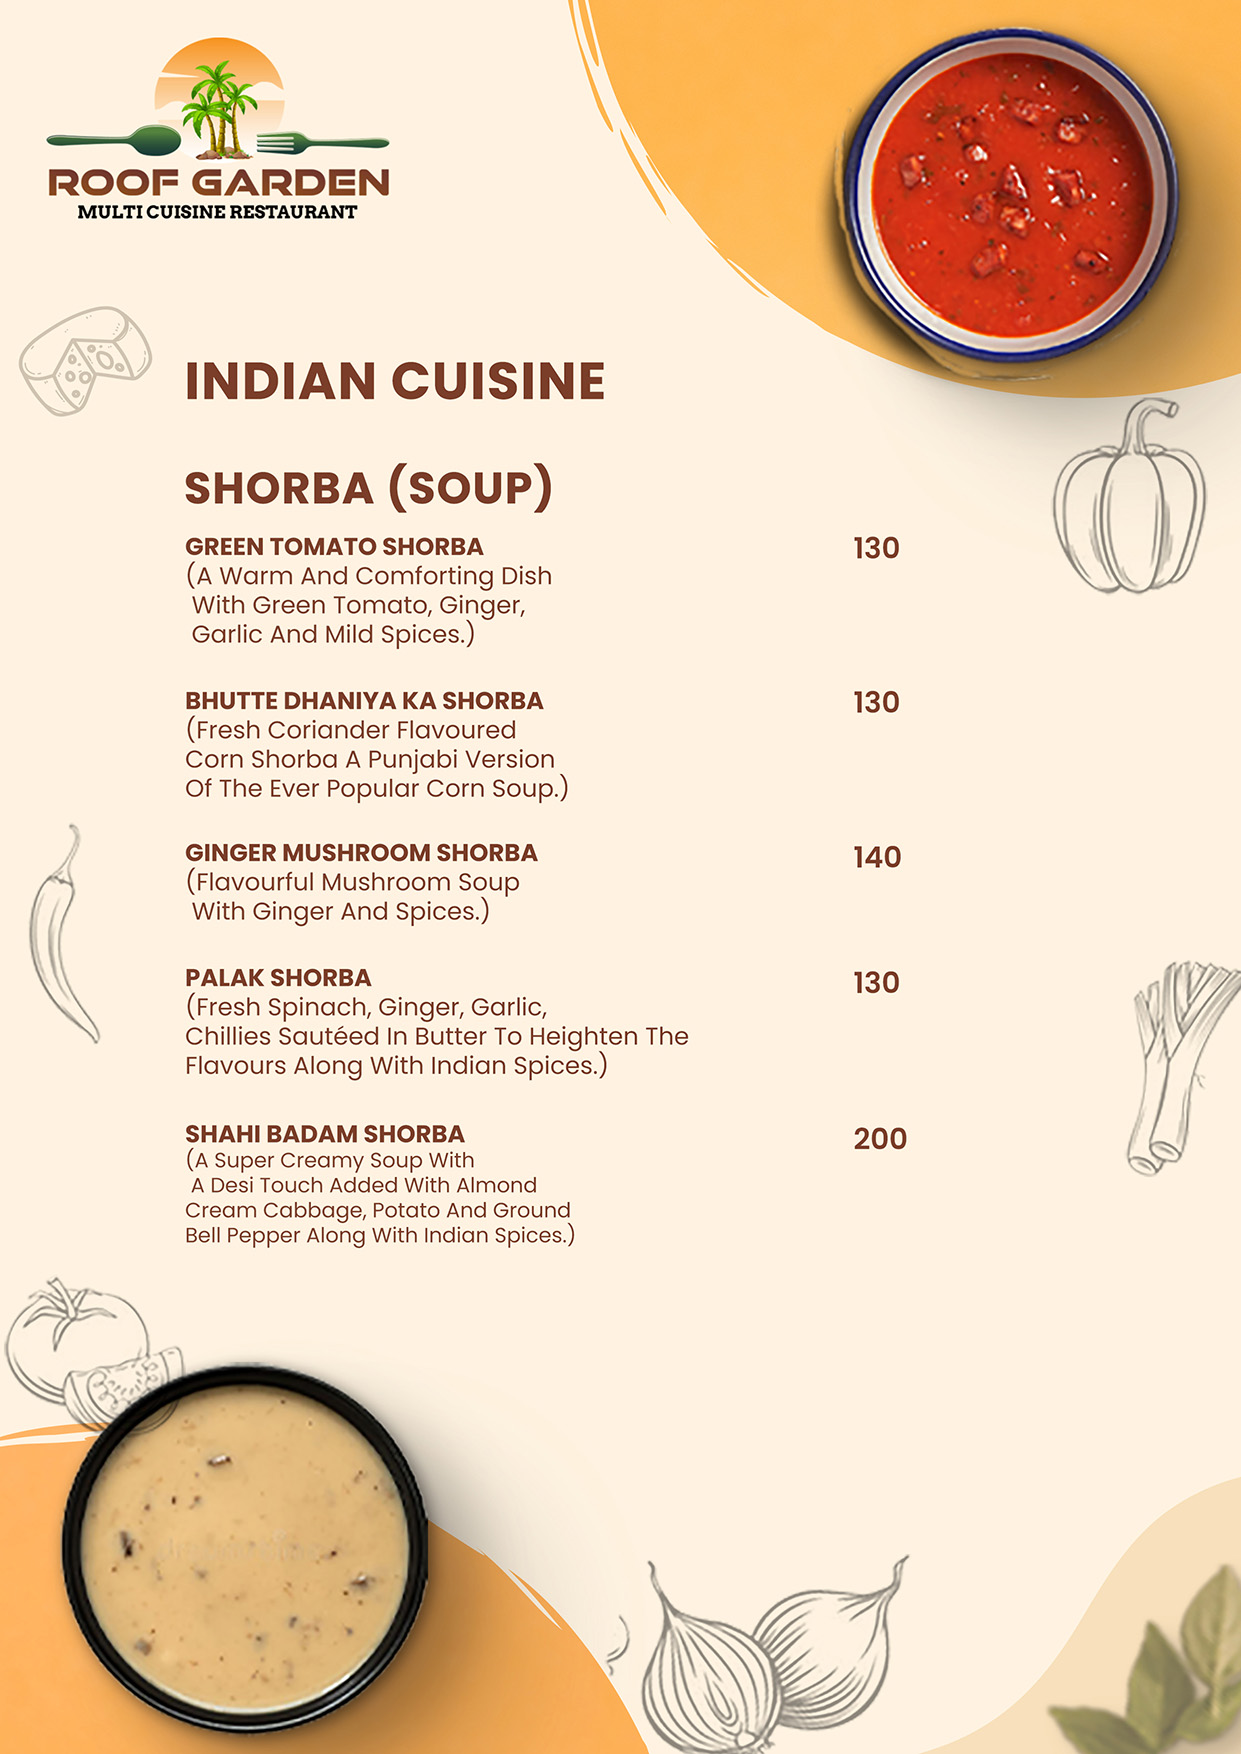 ROOF GARDEN
MULTI CUISINE RESTAURANT
INDIAN CUISINE
SHORBA (SOUP)
GREEN TOMATO SHORBA 130
(A Warm And Comforting Dish
With Green Tomato, Ginger,
Garlic And Mild Spices.)
BHUTTE DHANIYA KA SHORBA 130
(Fresh Coriander Flavoured
Corn Shorba A Punjabi Version
Of The Ever Popular Corn Soup.)
GINGER MUSHROOM SHORBA 140
(Flavourful Mushroom Soup
With Ginger And Spices.)
PALAK SHORBA 130
(Fresh Spinach, Ginger, Garlic,
Chillies Sautéed In Butter To Heighten The
Flavours Along With Indian Spices.)
SHAHI BADAM SHORBA 200
(A Super Creamy Soup With
A Desi Touch Added With Almond
Cream Cabbage, Potato And Ground
Bell Pepper Along With Indian Spices.)